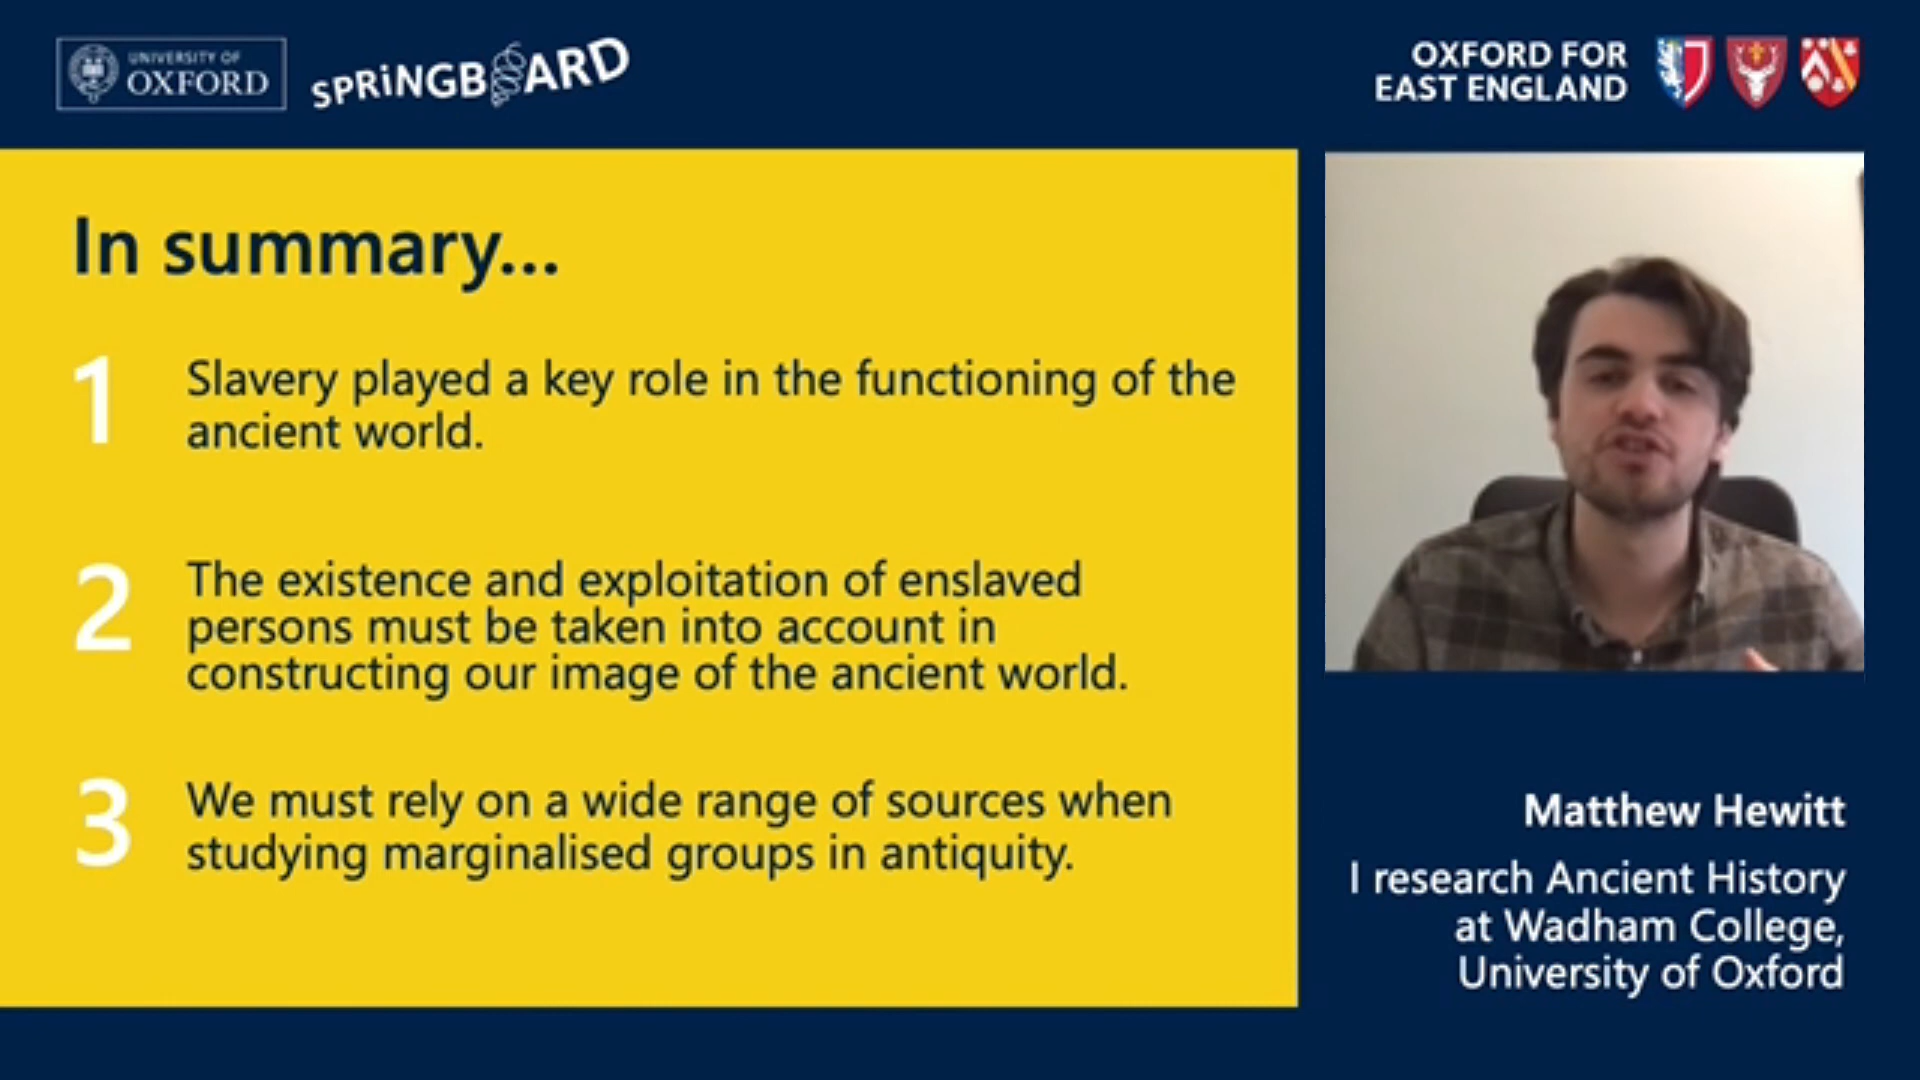 UNIVERSITY OF
OXFORD
SPRiNGBOARD
OXFORD FOR
EAST ENGLAND
In summary...
1
Slavery played a key role in the functioning of the
ancient world.
2
The existence and exploitation of enslaved
persons must be taken into account in
constructing our image of the ancient world.
3
We must rely on a wide range of sources when
studying marginalised groups in antiquity.
Matthew Hewitt
I research Ancient History
at Wadham College,
University of Oxford